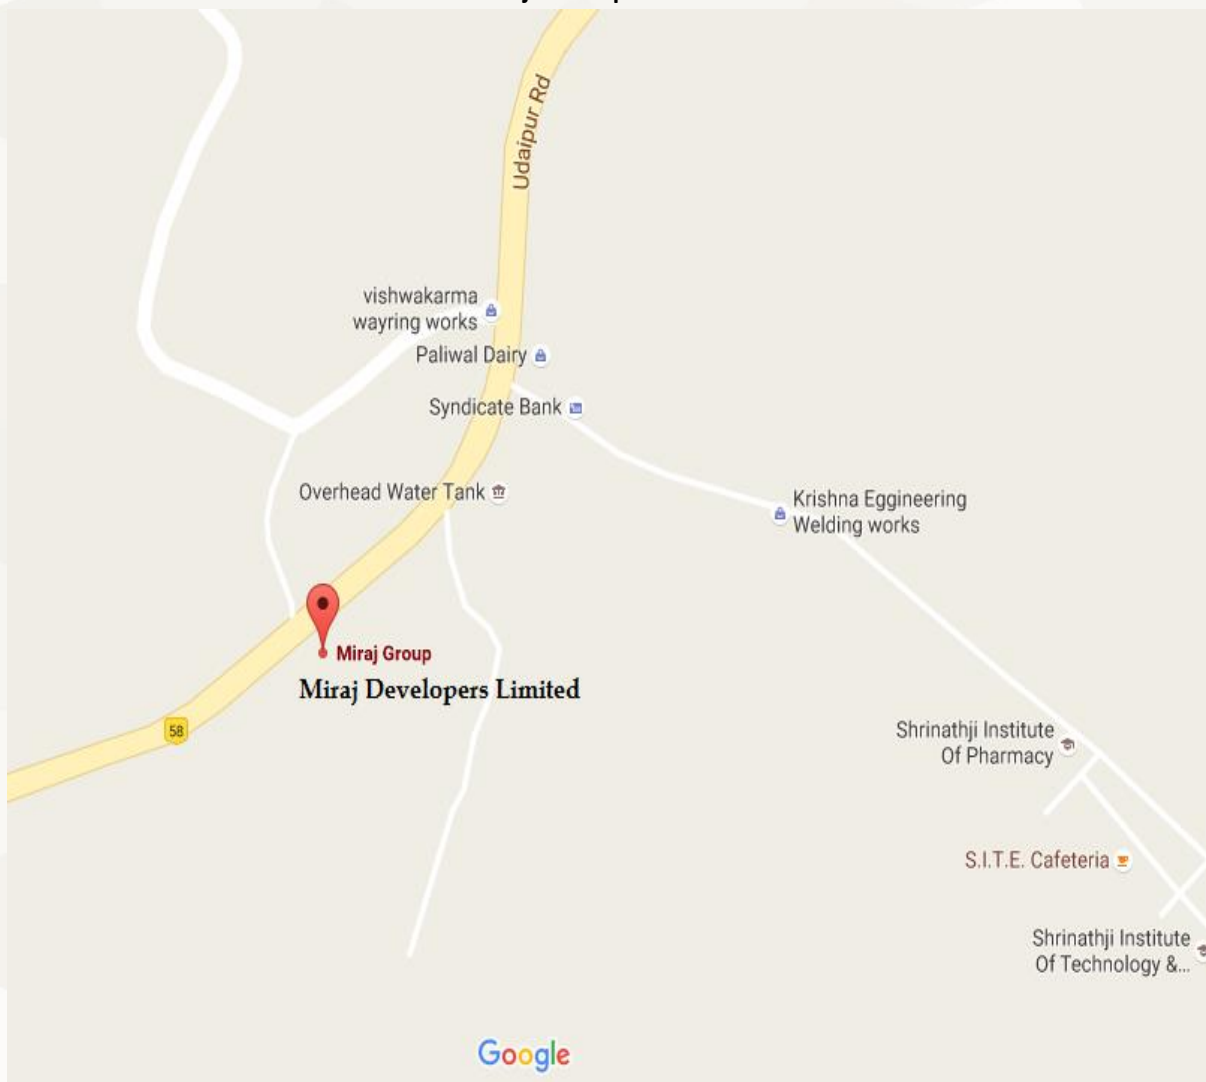 Udaipur Rd
vishwakarma
wayring works
Paliwal Dairy
Syndicate Bank
Overhead Water Tank
Krishna Eggineering
Welding works
Miraj Group
Miraj Developers Limited
58
Shrinathji Institute
Of Pharmacy
S.I.T.E. Cafeteria
Shrinathji Institute
Of Technology &...
Google